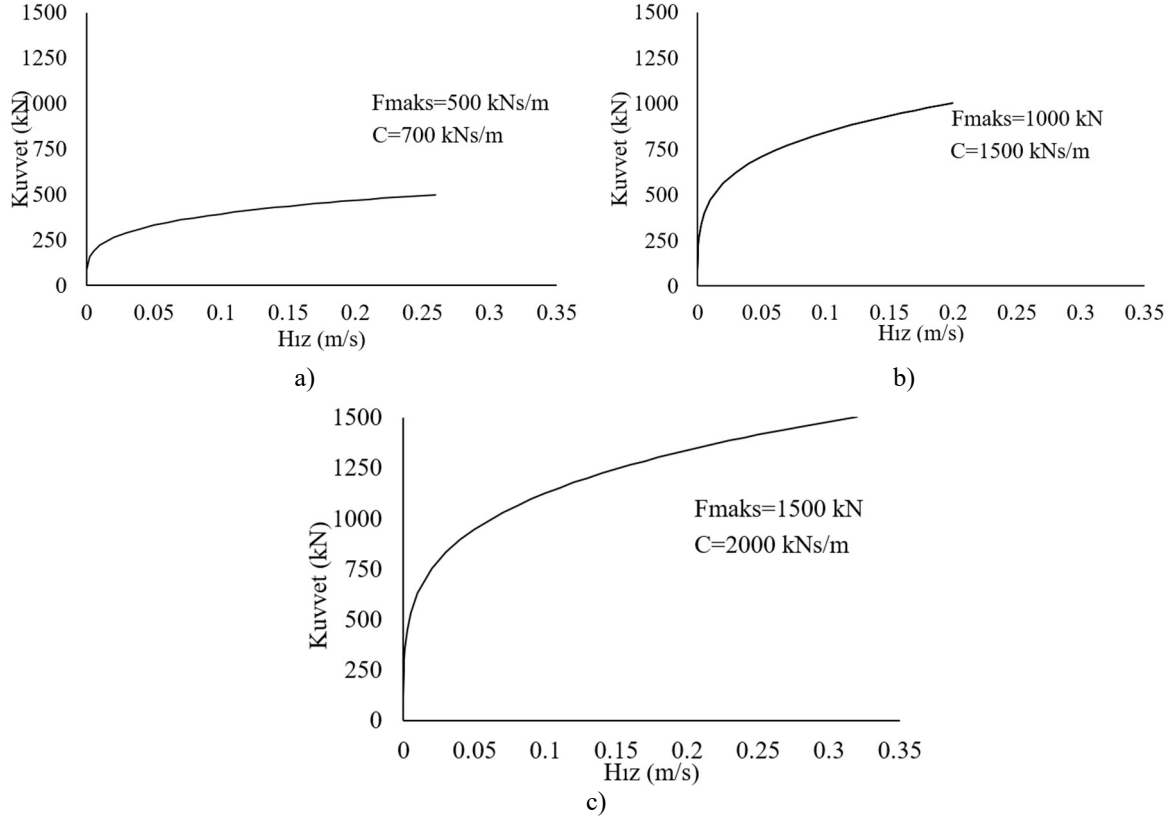 1500
1250
1000
750
500
250
0
Kuvvet (kN)
Fmaks=500 kNs/m
C=700 kNs/m
0 0.05 0.1 0.15 0.2 0.25 0.3 0.35
Hız (m/s)
a)
1500
1250
1000
750
500
250
0
Kuvvet (kN)
Fmaks=1000 kN
C=1500 kNs/m
0 0.05 0.1 0.15 0.2 0.25 0.3 0.35
Hız (m/s)
b)
1500
1250
1000
750
500
250
0
Kuvvet (kN)
Fmaks=1500 kN
C=2000 kNs/m
0 0.05 0.1 0.15 0.2 0.25 0.3 0.35
Hız (m/s)
c)